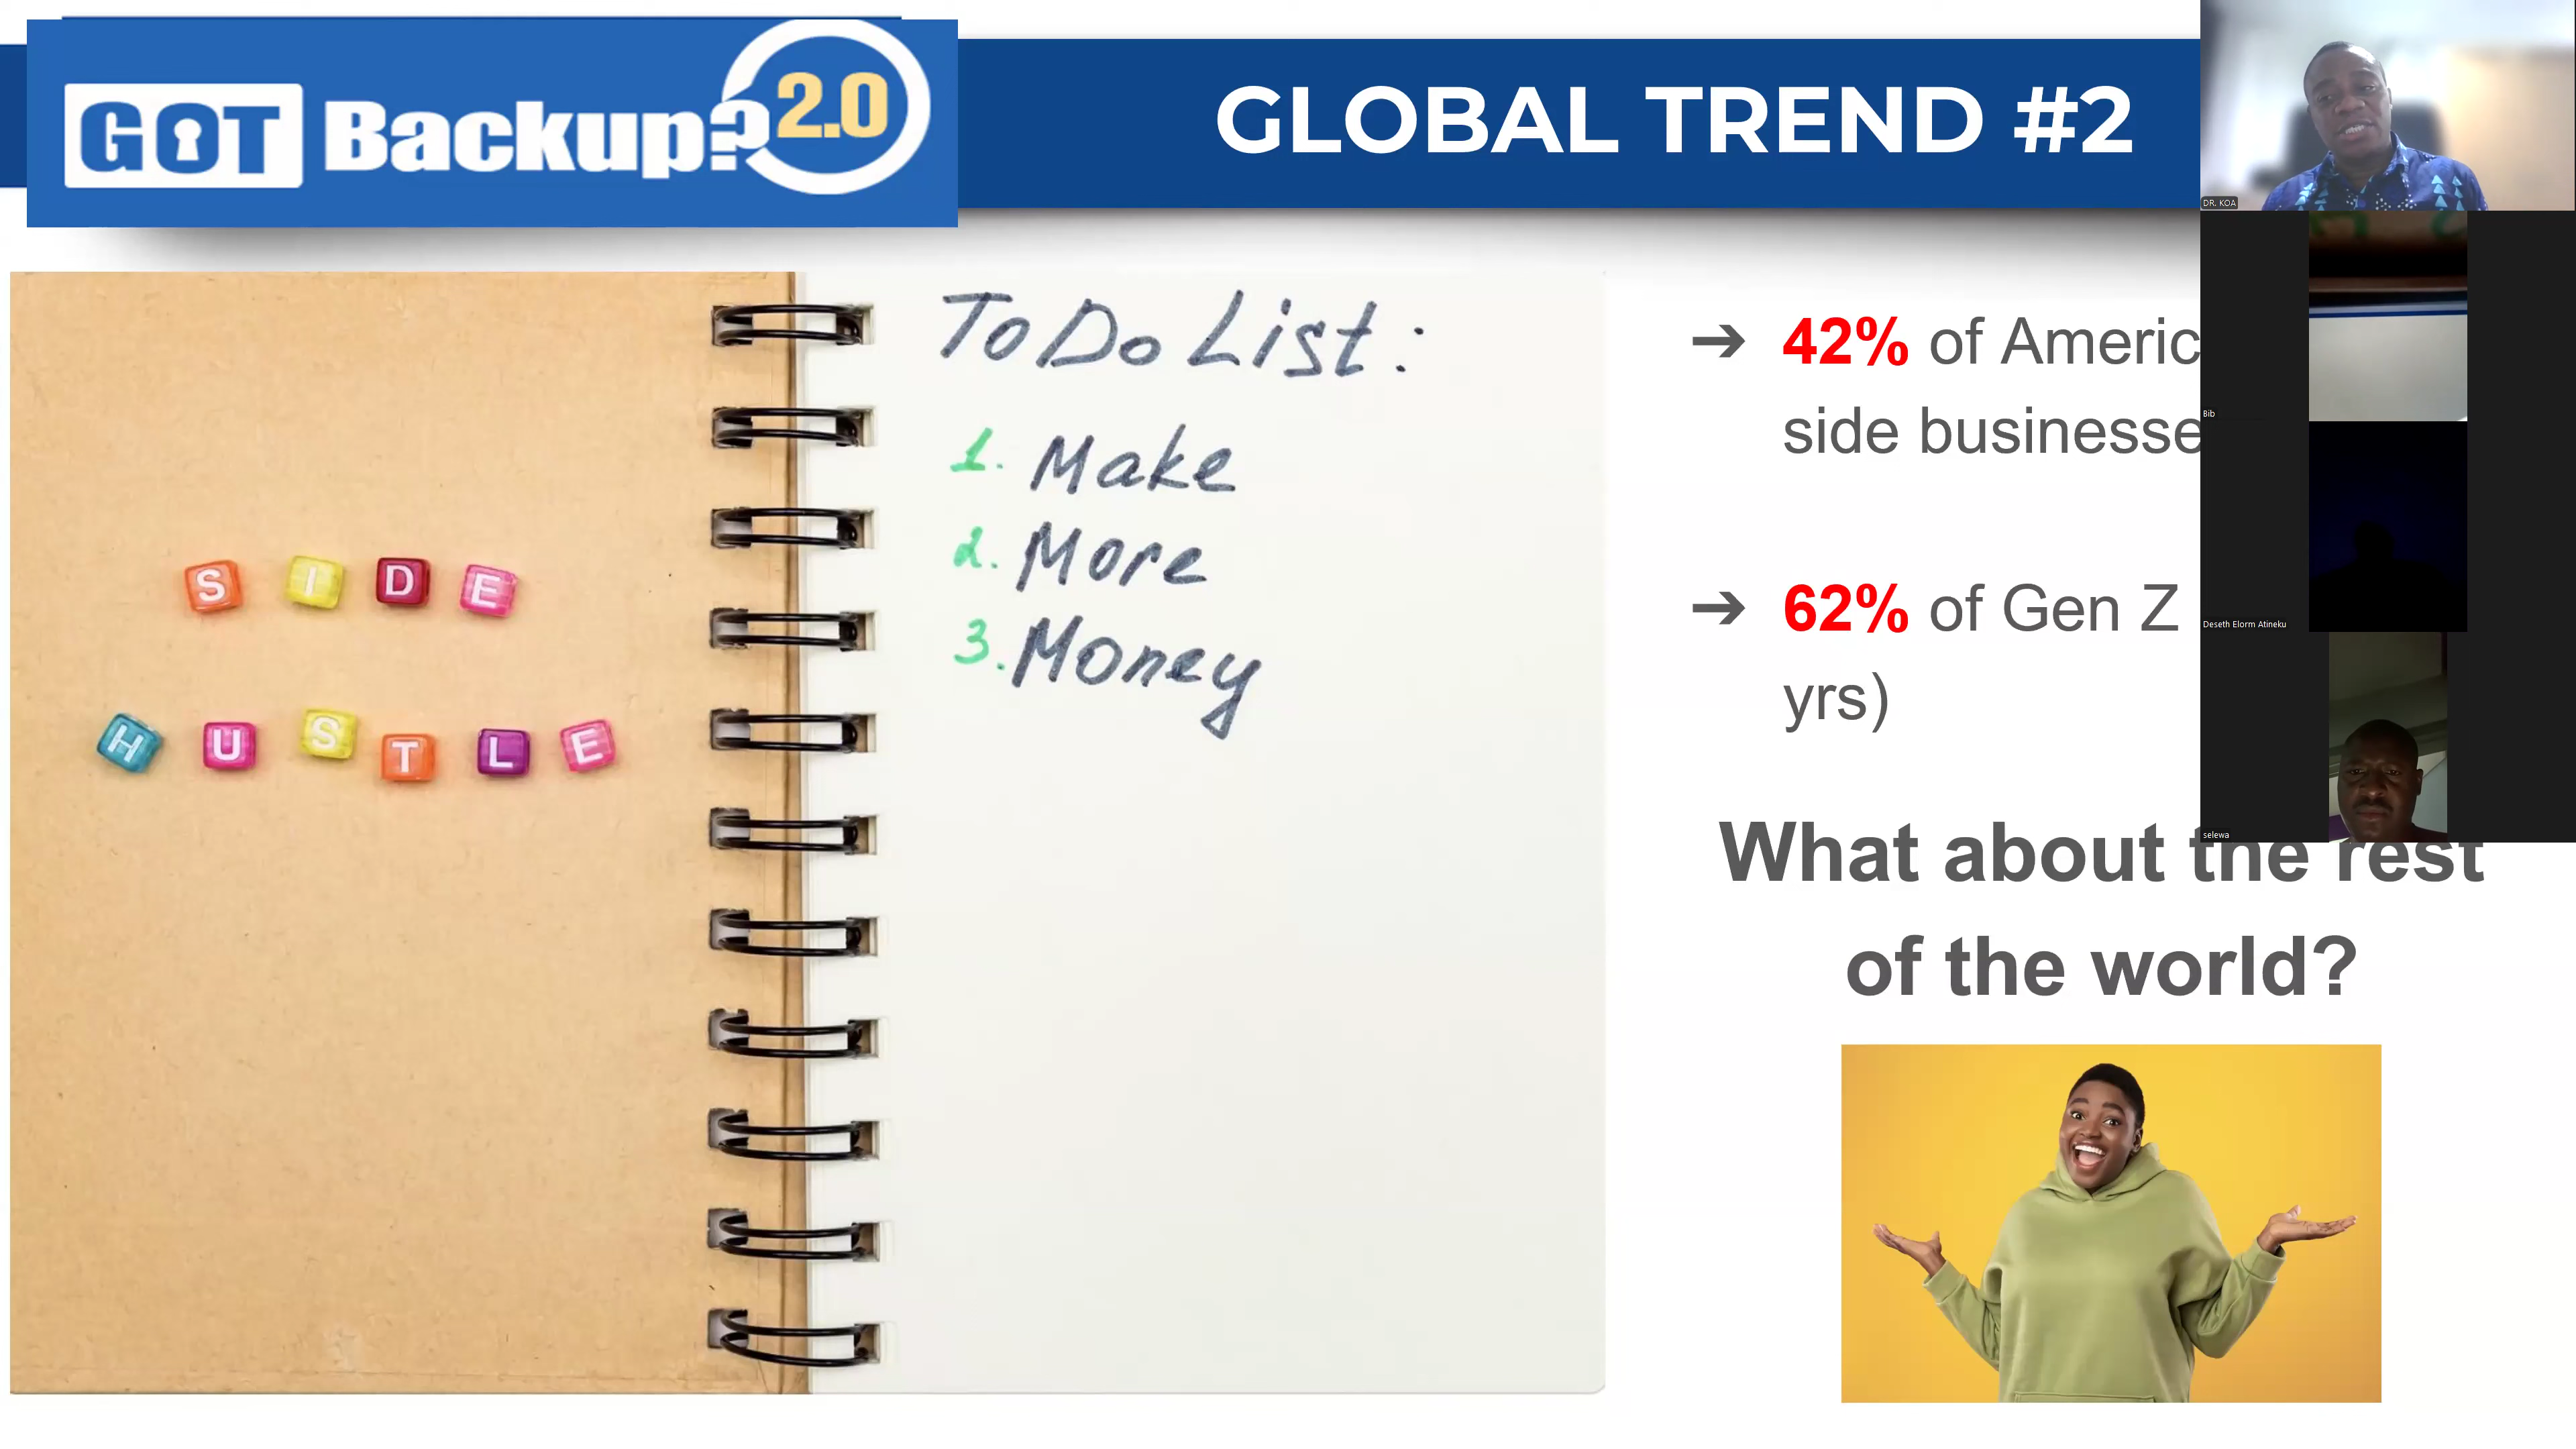 GOT Backup? 2.0
GLOBAL TREND #2
SIDE
HUSTLE
To Do List:
1. Make
2. More
3. Money
➔ 42% of Americ
side businesse
➔ 62% of Gen Z
yrs)
What about the rest
of the world?
DR. KOA
Bib
Deseth Elorm Atineku
selewa